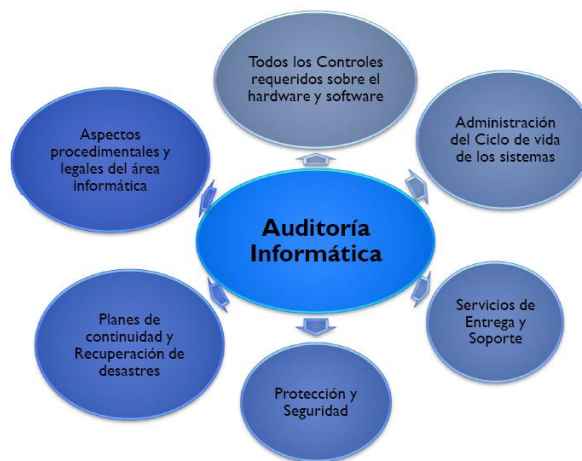 Todos los Controles
requeridos sobre el
hardware y software
Aspectos
procedimentales y
legales del área
informática
Administración
del Ciclo de vida
de los sistemas
Auditoría
Informática
Planes de
continuidad y
Recuperación de
desastres
Servicios de
Entrega y
Soporte
Protección y
Seguridad